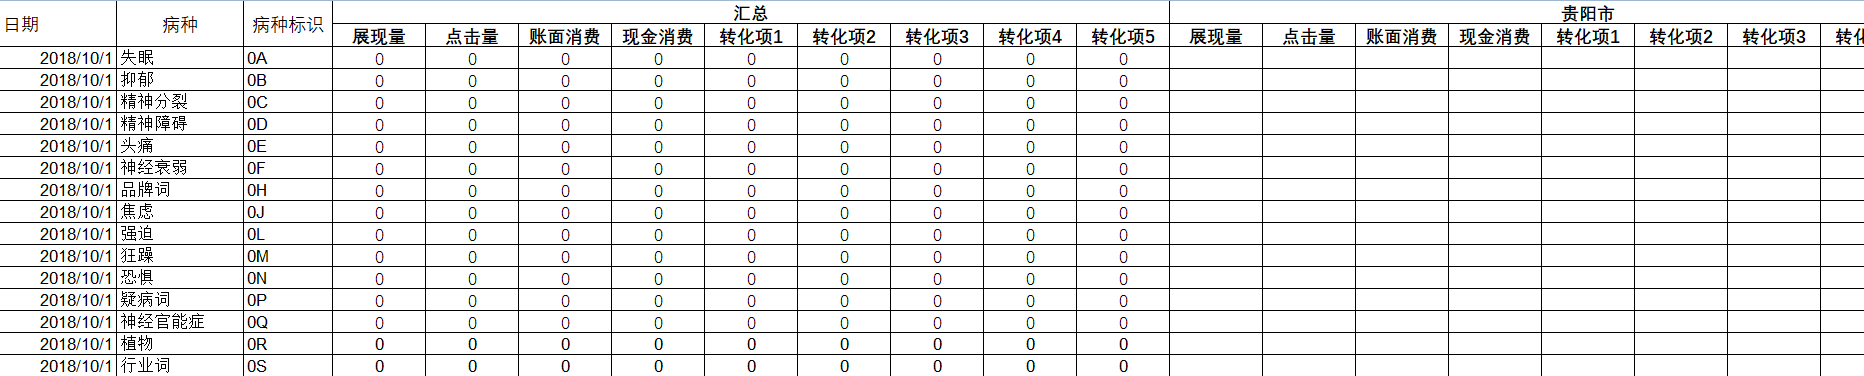 日期 病种 病种标识 汇总 贵阳市
展现量 点击量 账面消费 现金消费 转化项1 转化项2 转化项3 转化项4 转化项5 展现量 点击量 账面消费 现金消费 转化项1 转化项2 转化项3 转化
2018/10/1 失眠 0A 0 0 0 0 0 0 0 0 0
2018/10/1 抑郁 0B 0 0 0 0 0 0 0 0 0
2018/10/1 精神分裂 0C 0 0 0 0 0 0 0 0 0
2018/10/1 精神障碍 0D 0 0 0 0 0 0 0 0 0
2018/10/1 头痛 0E 0 0 0 0 0 0 0 0 0
2018/10/1 神经衰弱 0F 0 0 0 0 0 0 0 0 0
2018/10/1 品牌词 0H 0 0 0 0 0 0 0 0 0
2018/10/1 焦虑 0J 0 0 0 0 0 0 0 0 0
2018/10/1 强迫 0L 0 0 0 0 0 0 0 0 0
2018/10/1 狂躁 0M 0 0 0 0 0 0 0 0 0
2018/10/1 恐惧 0N 0 0 0 0 0 0 0 0 0
2018/10/1 疑病词 0P 0 0 0 0 0 0 0 0 0
2018/10/1 神经官能症 0Q 0 0 0 0 0 0 0 0 0
2018/10/1 植物 0R 0 0 0 0 0 0 0 0 0
2018/10/1 行业词 0S 0 0 0 0 0 0 0 0 0